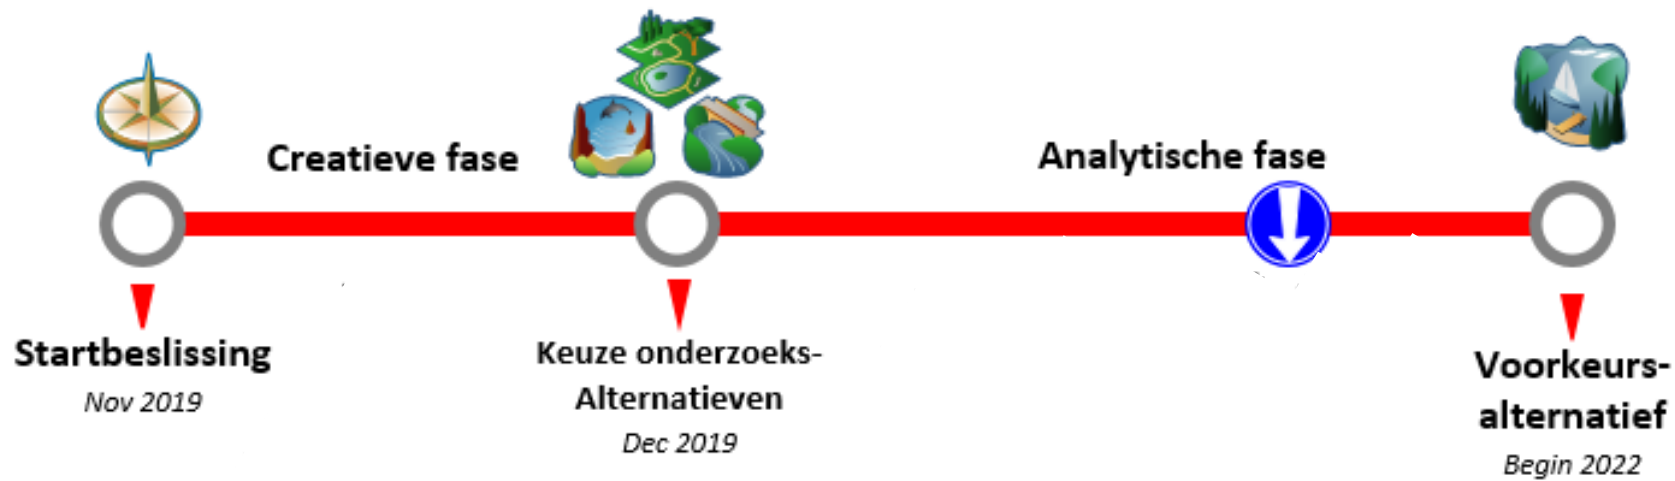 Creatieve fase
Analytische fase
Startbeslissing
Nov 2019
Keuze onderzoeks-
Alternatieven
Dec 2019
Voorkeurs-
alternatief
Begin 2022